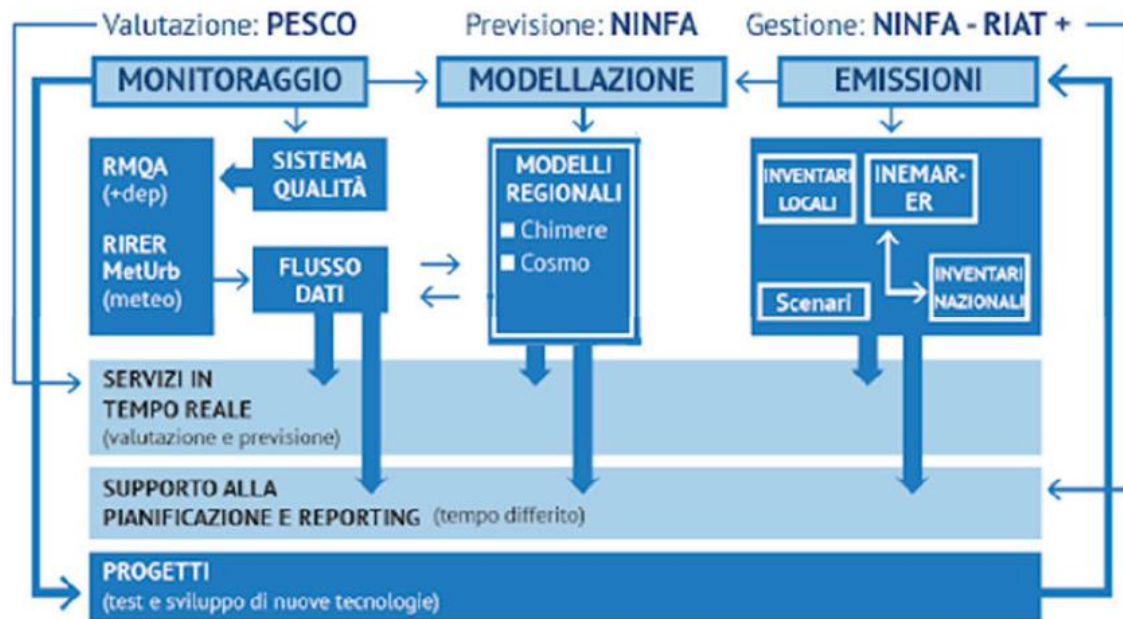 Valutazione: PESCO
Previsione: NINFA
Gestione: NINFA - RIAT +
MONITORAGGIO
MODELLAZIONE
EMISSIONI
RMQA
(+dep)
RIRER
MetUrb
(meteo)
SISTEMA
QUALITÀ
FLUSSO
DATI
MODELLI
REGIONALI
Chimere
Cosmo
INVENTARI
LOCALI
INEMAR-
ER
Scenari
INVENTARI
NAZIONALI
SERVIZI IN
TEMPO REALE
(valutazione e previsione)
SUPPORTO ALLA
PIANIFICAZIONE E REPORTING (tempo differito)
PROGETTI
(test e sviluppo di nuove tecnologie)